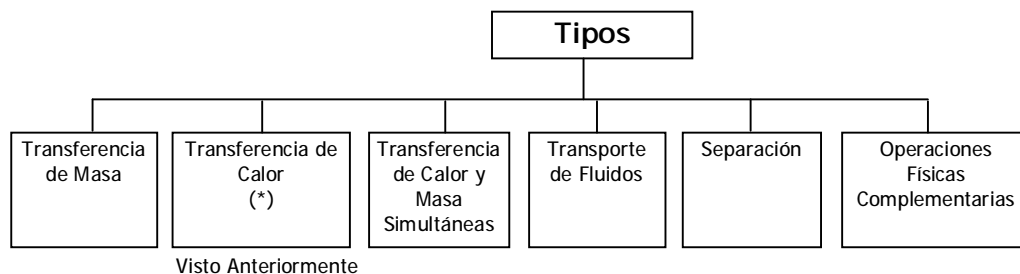 Tipos
Transferencia
de Masa
Transferencia de
Calor
(*)
Transferencia
de Calor y
Masa
Simultáneas
Transporte
de Fluidos
Separación
Operaciones
Físicas
Complementarias
Visto Anteriormente